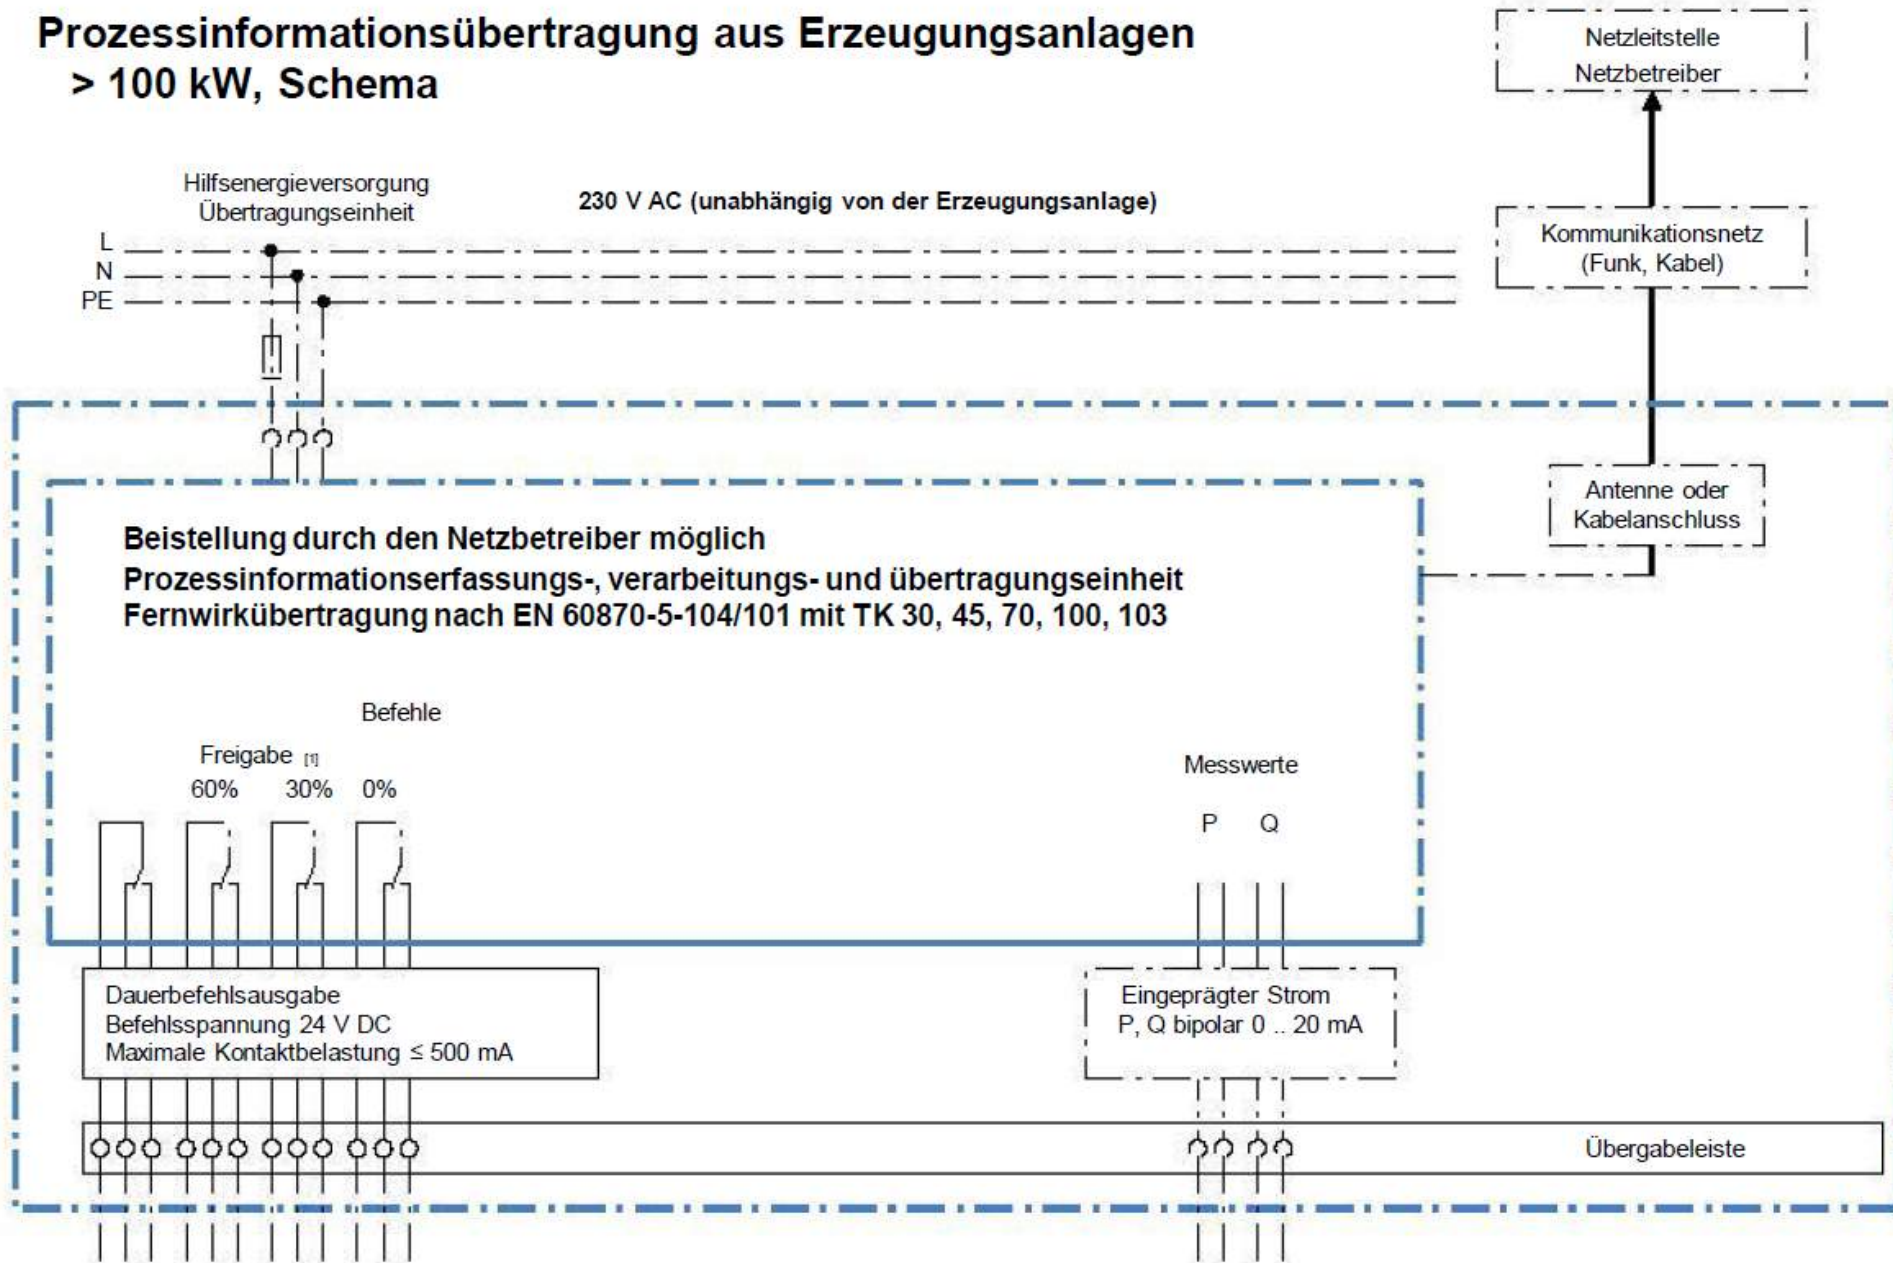 Prozessinformationsübertragung aus Erzeugungsanlagen
> 100 kW, Schema
Netzleitstelle
Netzbetreiber
Hilfsenergieversorgung
Übertragungseinheit
230 V AC (unabhängig von der Erzeugungsanlage)
Kommunikationsnetz
(Funk, Kabel)
L
N
PE
Antenne oder
Kabelanschluss
Beistellung durch den Netzbetreiber möglich
Prozessinformationserfassungs-, verarbeitungs- und übertragungseinheit
Fernwirkübertragung nach EN 60870-5-104/101 mit TK 30, 45, 70, 100, 103
Befehle
Freigabe [1]
60% 30% 0%
Messwerte
P Q
Dauerbefehlsausgabe
Befehlsspannung 24 V DC
Maximale Kontaktbelastung ≤ 500 mA
Eingeprägter Strom
P, Q bipolar 0 .. 20 mA
Übergabeleiste